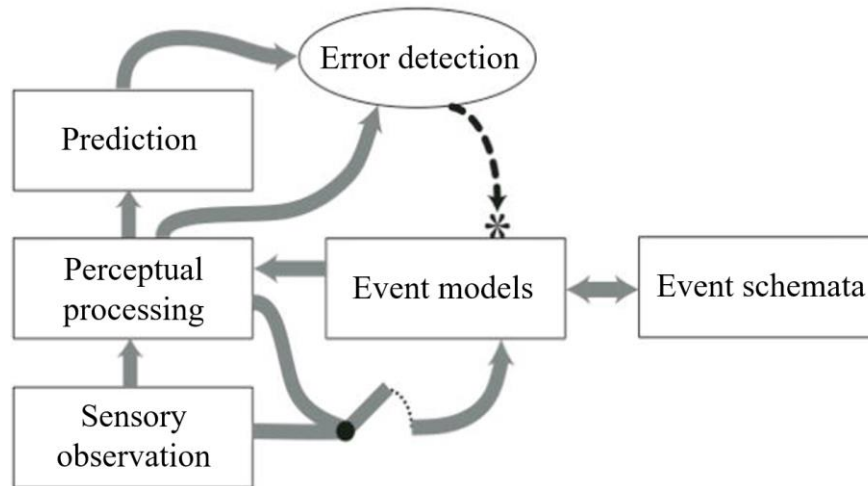 Error detection
Prediction
Perceptual
processing
Event models
Event schemata
Sensory
observation